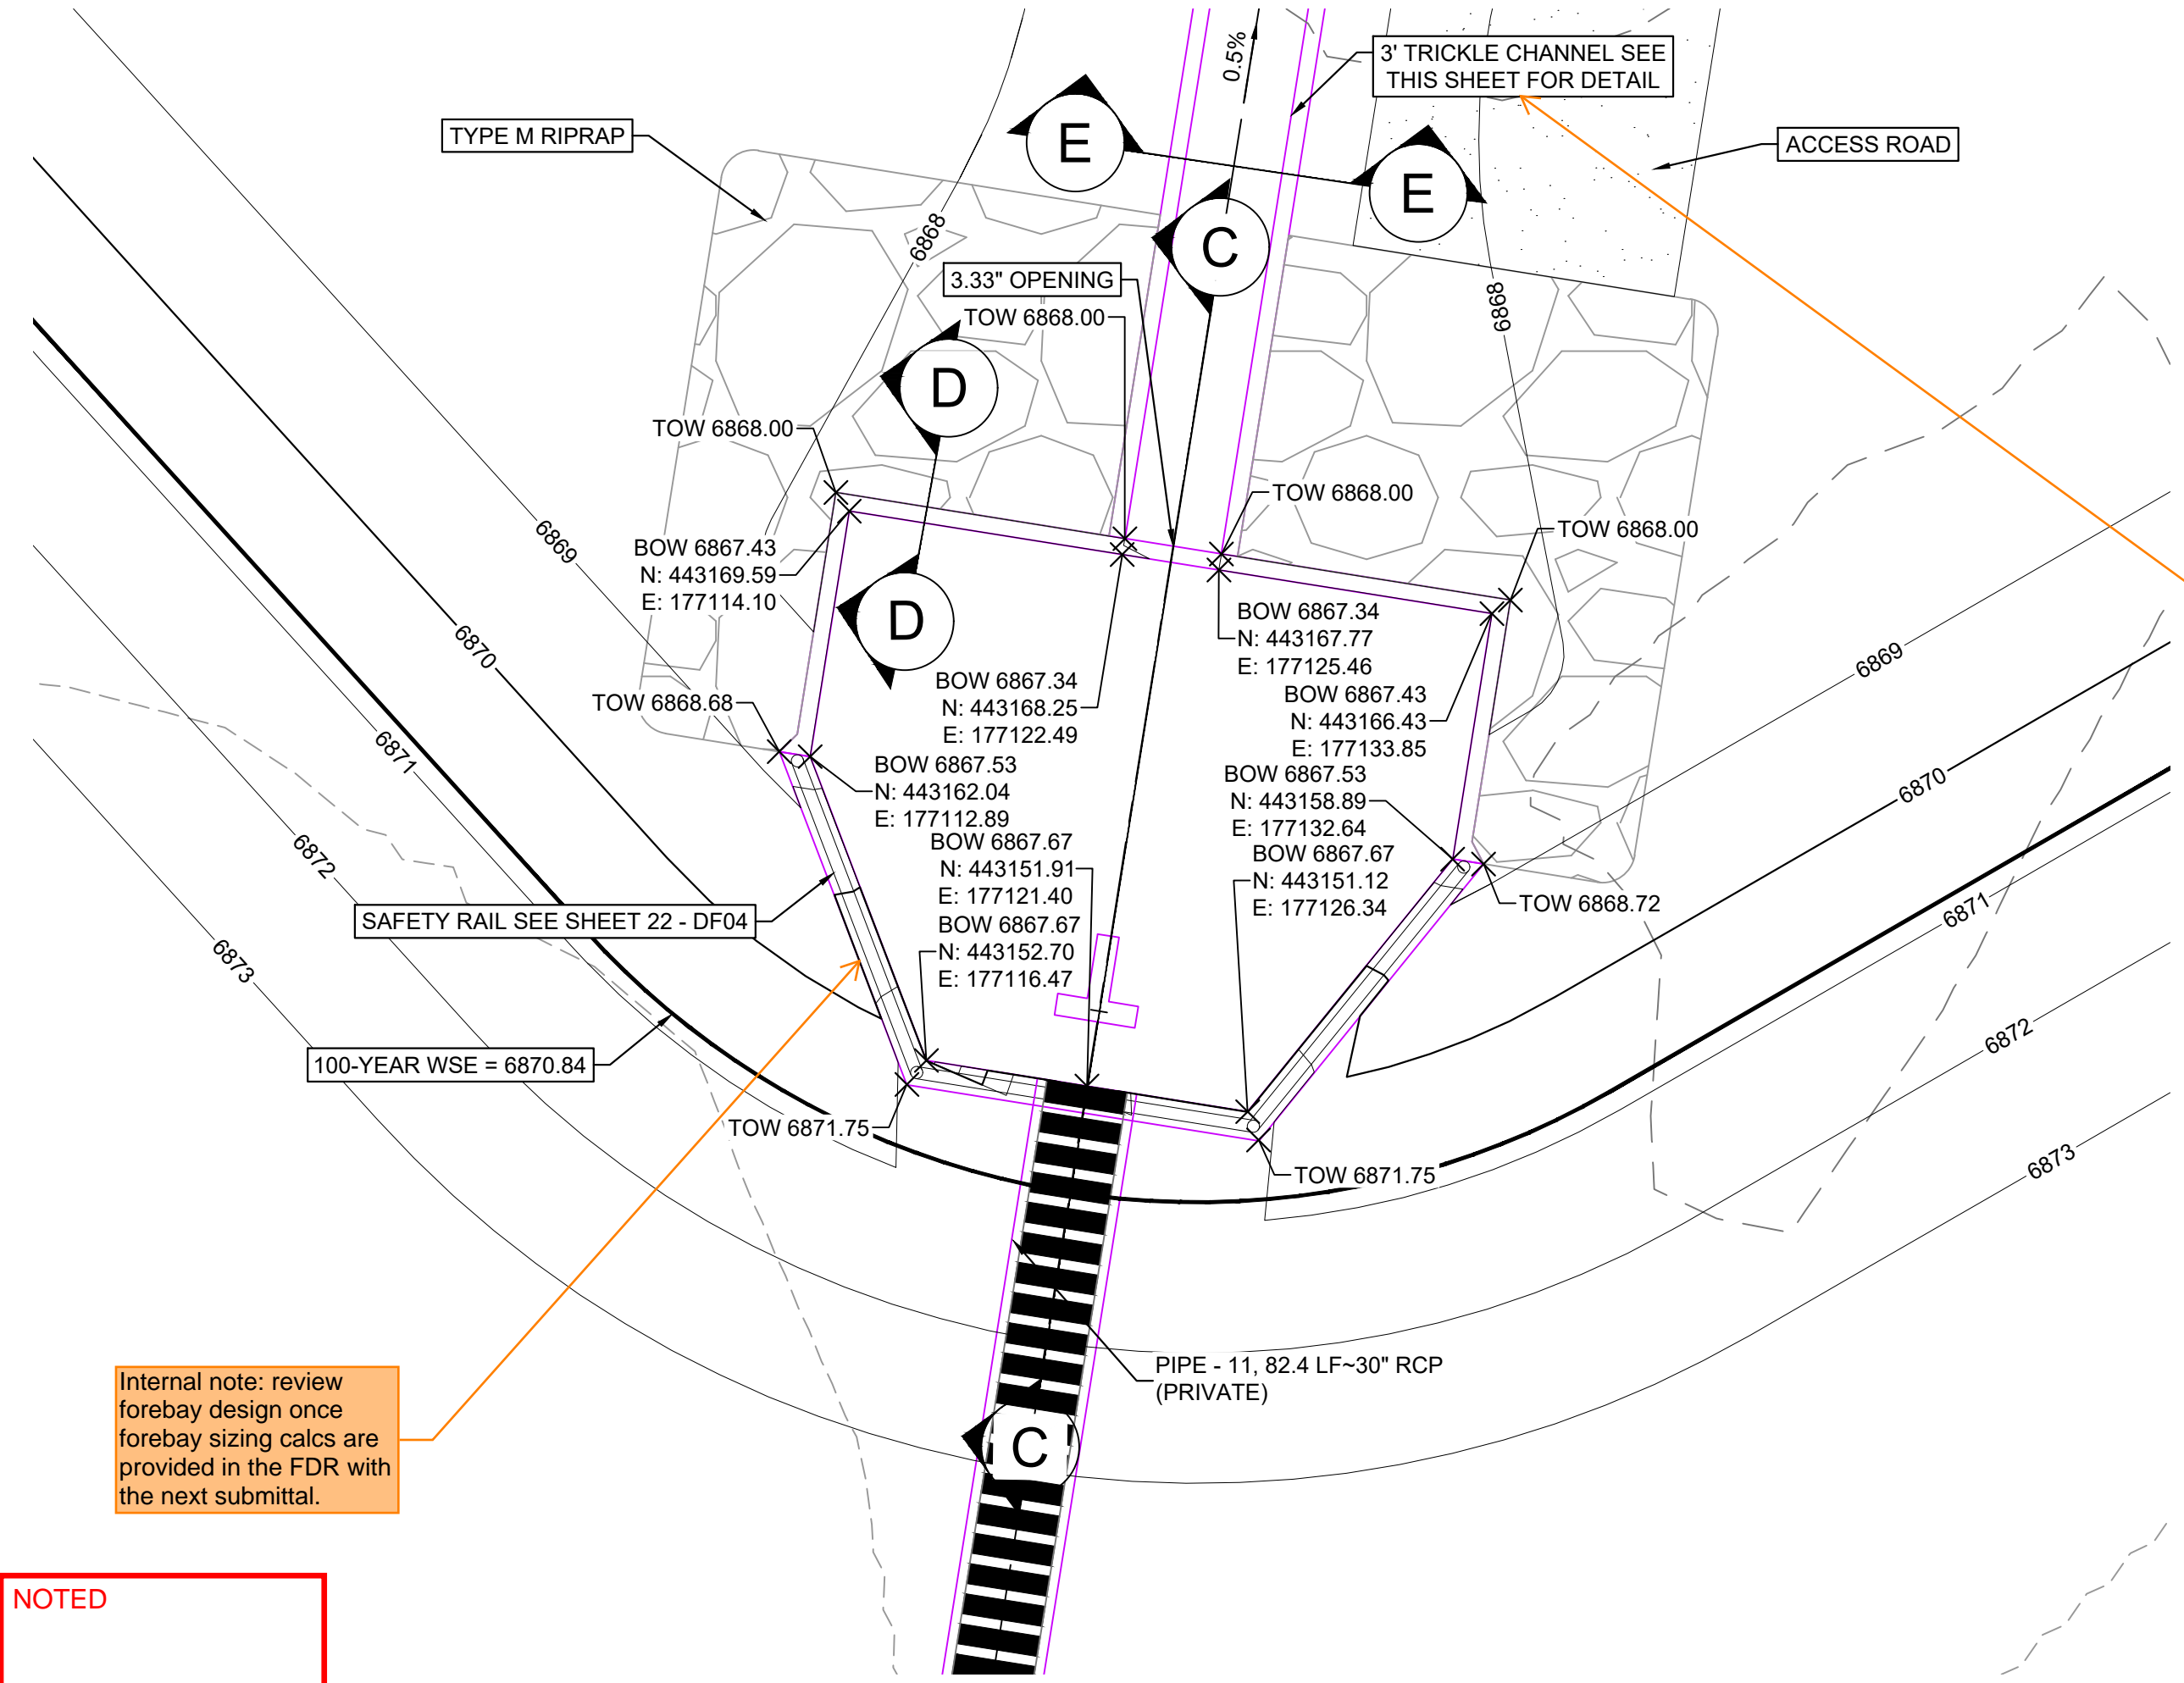 0.5%
3' TRICKLE CHANNEL SEE
THIS SHEET FOR DETAIL
TYPE M RIPRAP
E
E
ACCESS ROAD
C
6868
3.33" OPENING
TOW 6868.00
6868
D
TOW 6868.00
TOW 6868.00
TOW 6868.00
6869
BOW 6867.43
N: 443169.59
E: 177114.10
D
BOW 6867.34
N: 443167.77
E: 177125.46
6870
6869
BOW 6867.34
N: 443168.25
E: 177122.49
BOW 6867.43
N: 443166.43
E: 177133.85
TOW 6868.68
6871
BOW 6867.53
N: 443162.04
E: 177112.89
BOW 6867.53
N: 443158.89
E: 177132.64
6870
6872
BOW 6867.67
N: 443151.91
E: 177121.40
BOW 6867.67
N: 443151.12
E: 177126.34
TOW 6868.72
6871
SAFETY RAIL SEE SHEET 22 - DF04
BOW 6867.67
N: 443152.70
E: 177116.47
6873
6872
100-YEAR WSE = 6870.84
TOW 6871.75
TOW 6871.75
6873
PIPE - 11, 82.4 LF~30" RCP
(PRIVATE)
Internal note: review
forebay design once
forebay sizing calcs are
provided in the FDR with
the next submittal.
C
NOTED